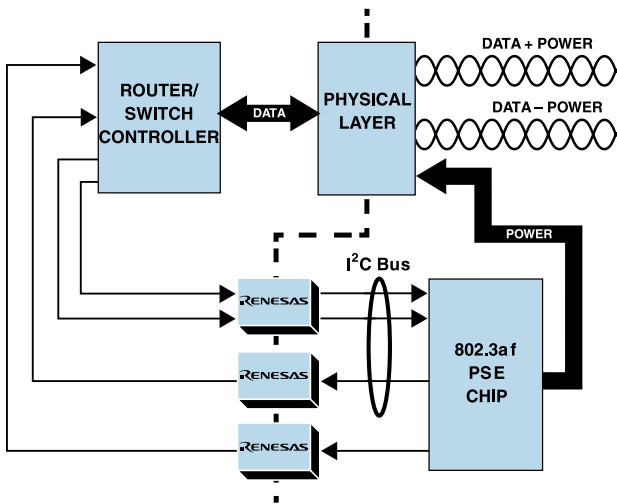 ROUTER/
SWITCH
CONTROLLER
DATA
PHYSICAL
LAYER
DATA + POWER
DATA – POWER
POWER
I²C Bus
RENESAS
RENESAS
RENESAS
802.3af
PSE
CHIP